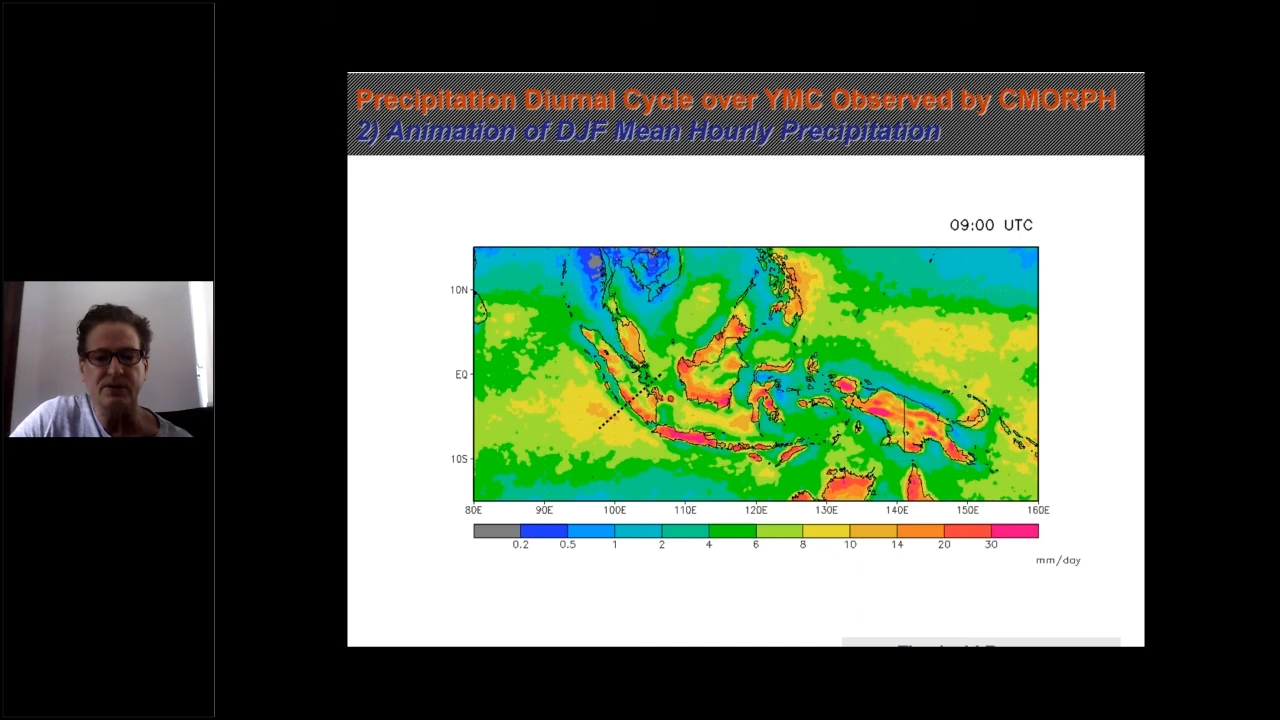 Precipitation Diurnal Cycle over YMC Observed by CMORPH
2) Animation of DJF Mean Hourly Precipitation
09:00 UTC
10N
EQ
10S
80E 90E 100E 110E 120E 130E 140E 150E 160E
0.2 0.5 1 2 4 6 8 10 14 20 30
mm/day